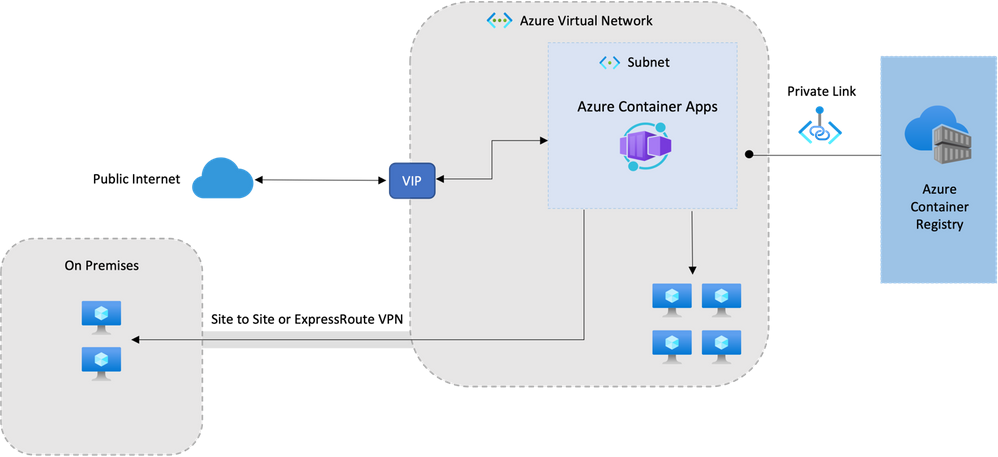 Azure Virtual Network
Subnet
Azure Container Apps
Private Link
Public Internet
VIP
Azure
Container
Registry
On Premises
Site to Site or ExpressRoute VPN